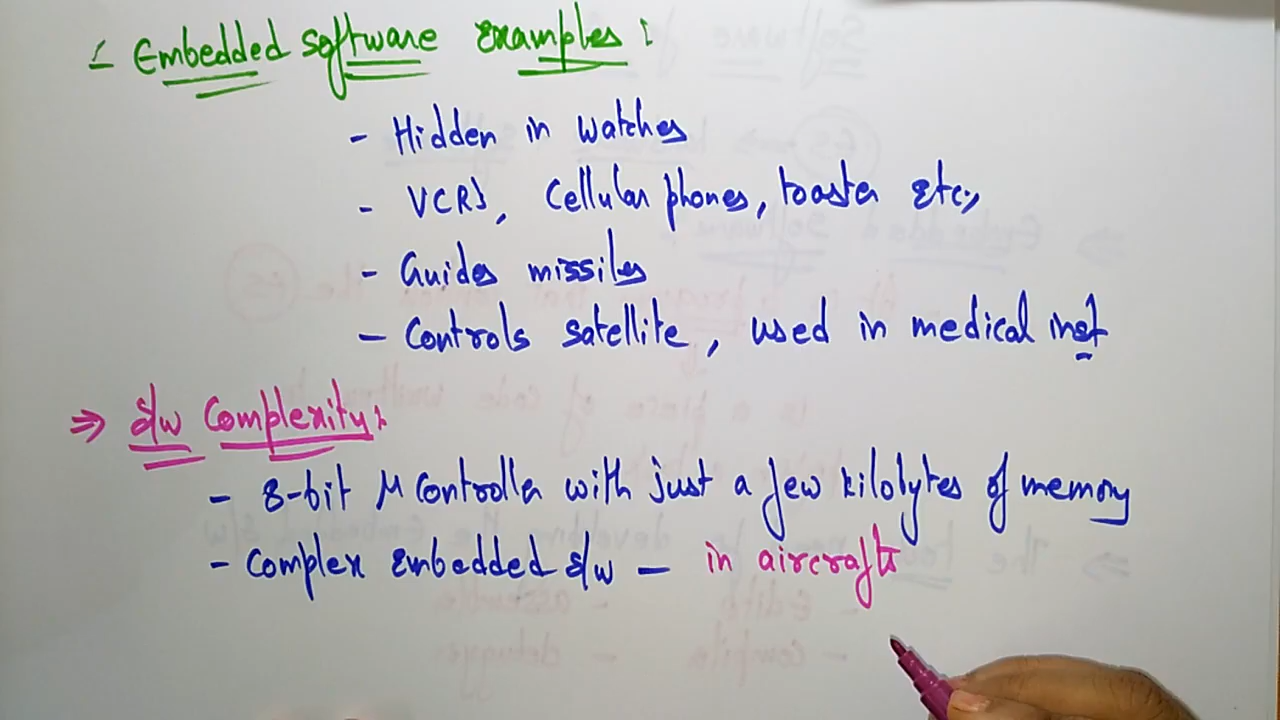 - Embedded software examples:
- Hidden in watches
- VCRs, Cellular phones, toaster etc.,
- Guides missiles
- Controls satellite, used in medical inst
⇒ S/w Complexity:
- 8-bit μ Controller with just a few kilobytes of memory
- Complex Embedded S/w - in aircrafts